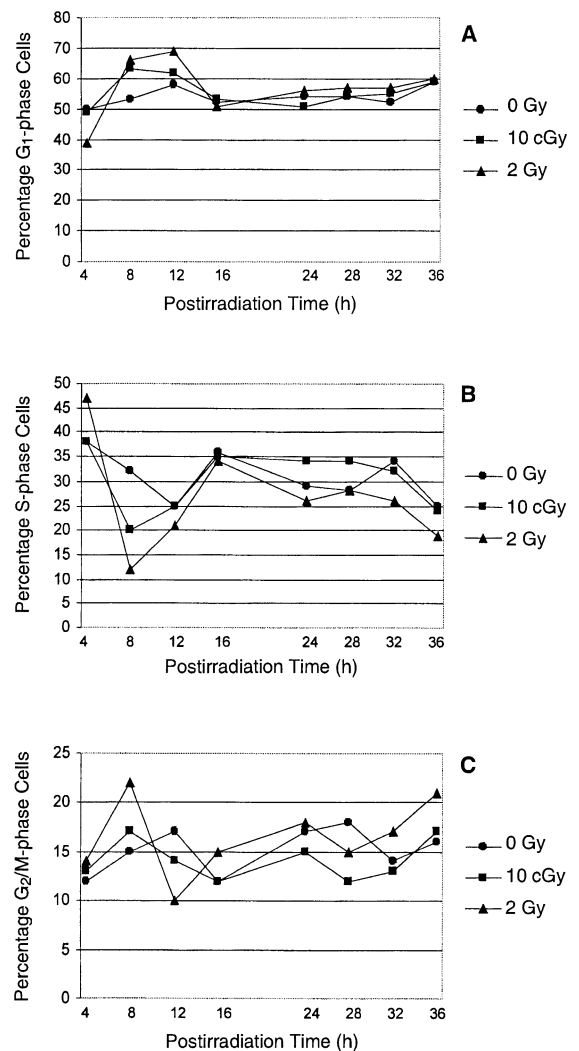 A
Percentage G1-phase Cells
80
70
60
50
40
30
20
10
0
4 8 12 16 24 28 32 36
Postirradiation Time (h)
0 Gy
10 cGy
2 Gy
B
Percentage S-phase Cells
50
45
40
35
30
25
20
15
10
5
0
4 8 12 16 24 28 32 36
Postirradiation Time (h)
0 Gy
10 cGy
2 Gy
C
Percentage G2/M-phase Cells
25
20
15
10
5
0
4 8 12 16 24 28 32 36
Postirradiation Time (h)
0 Gy
10 cGy
2 Gy